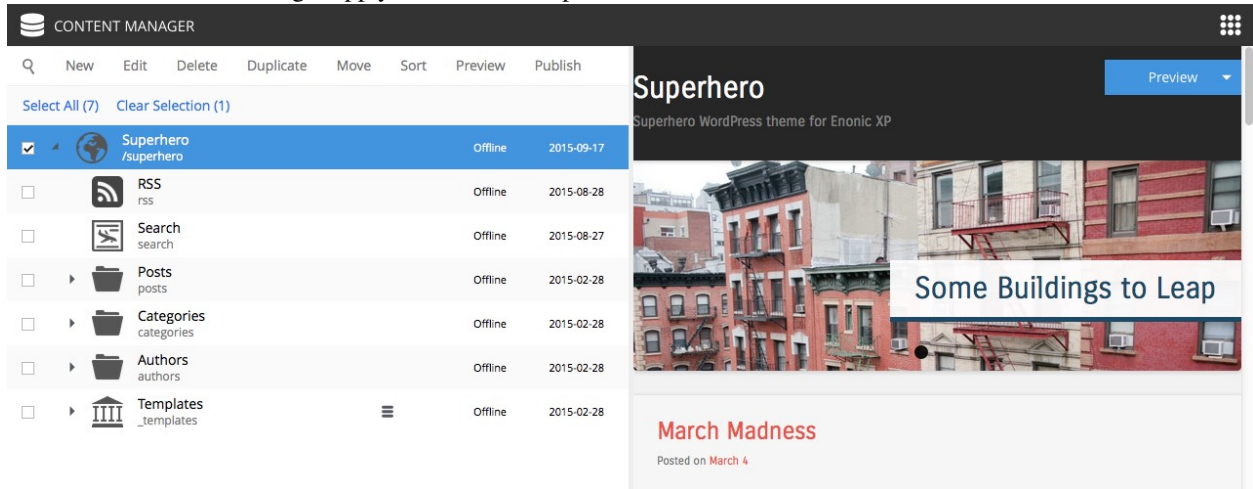 CONTENT MANAGER
New Edit Delete Duplicate Move Sort Preview Publish
Select All (7) Clear Selection (1)
Superhero
/superhero
Offline 2015-09-17
RSS
rss
Offline 2015-08-28
Search
search
Offline 2015-08-27
Posts
posts
Offline 2015-02-28
Categories
categories
Offline 2015-02-28
Authors
authors
Offline 2015-02-28
Templates
_templates
Offline 2015-02-28
Superhero
Preview
Superhero WordPress theme for Enonic XP
Some Buildings to Leap
March Madness
Posted on March 4